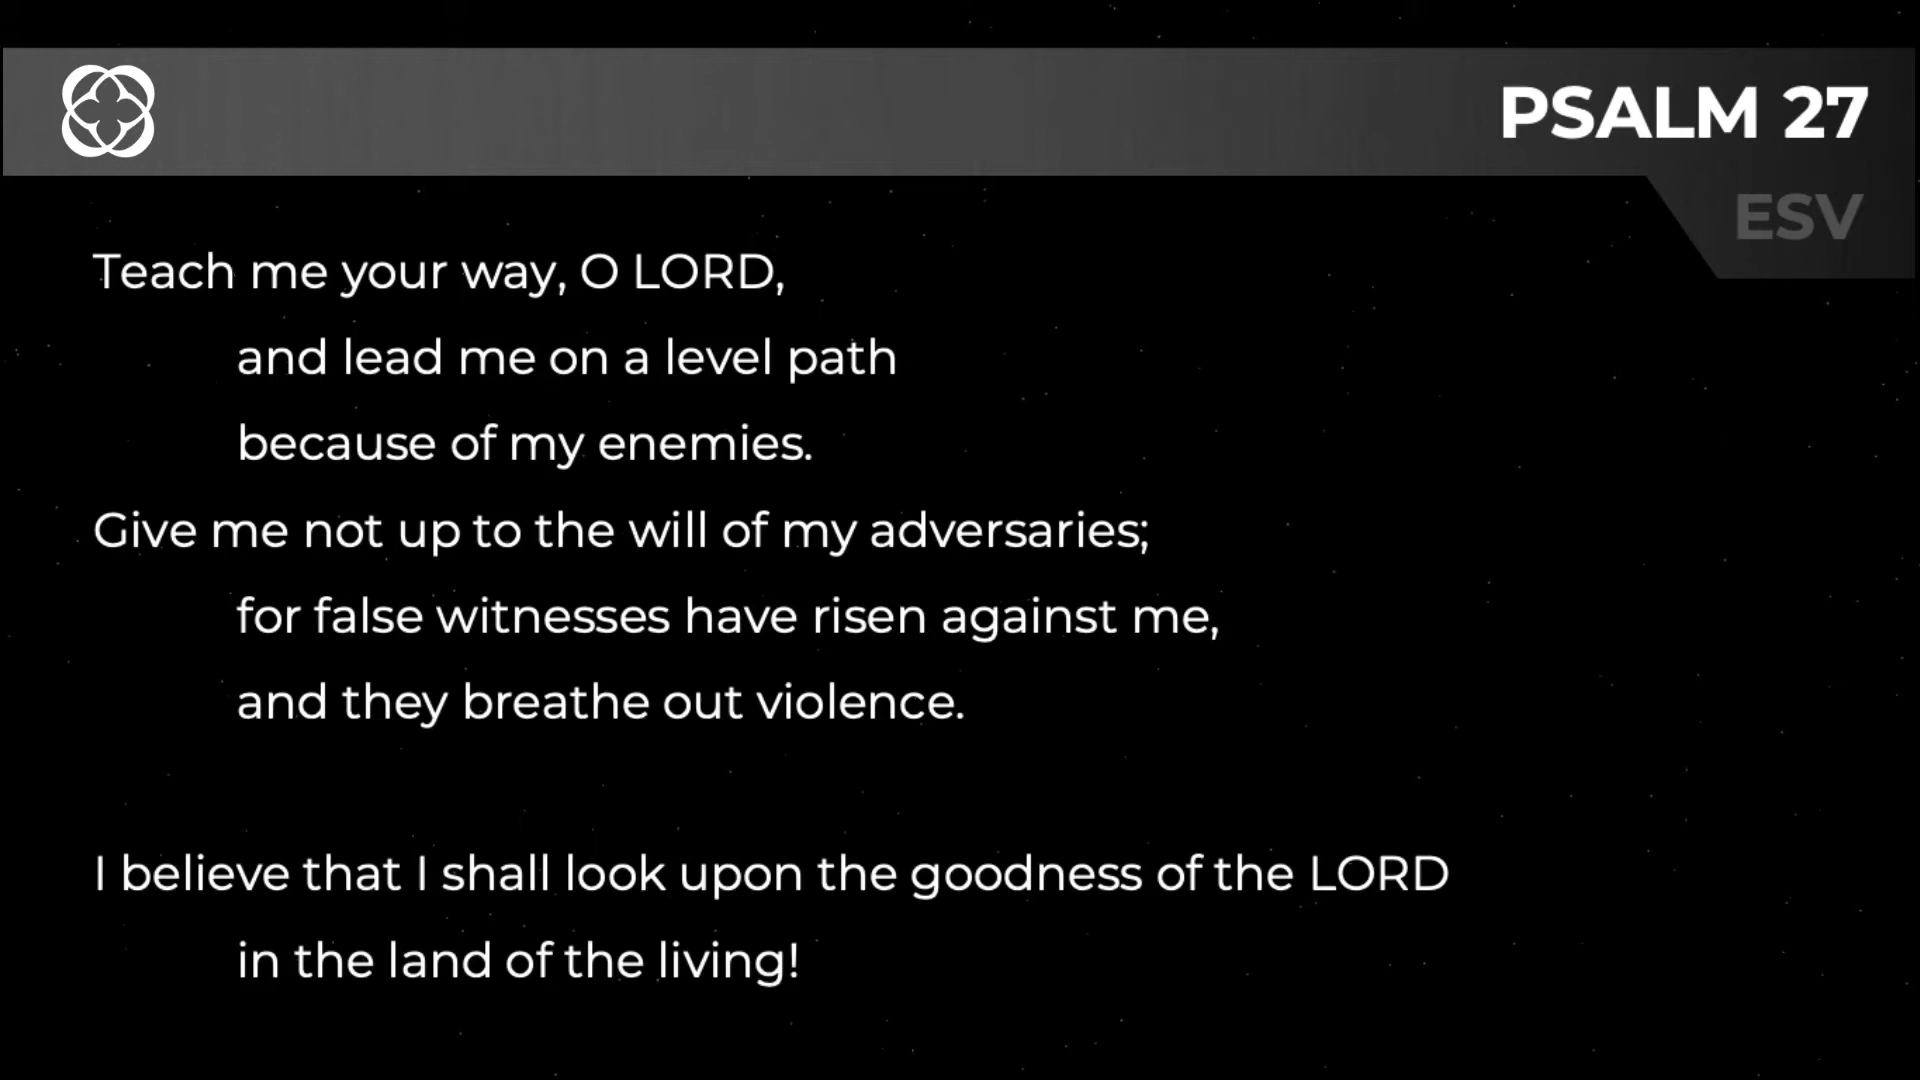 PSALM 27
ESV
Teach me your way, O LORD,
and lead me on a level path
because of my enemies.
Give me not up to the will of my adversaries;
for false witnesses have risen against me,
and they breathe out violence.
I believe that I shall look upon the goodness of the LORD
in the land of the living!